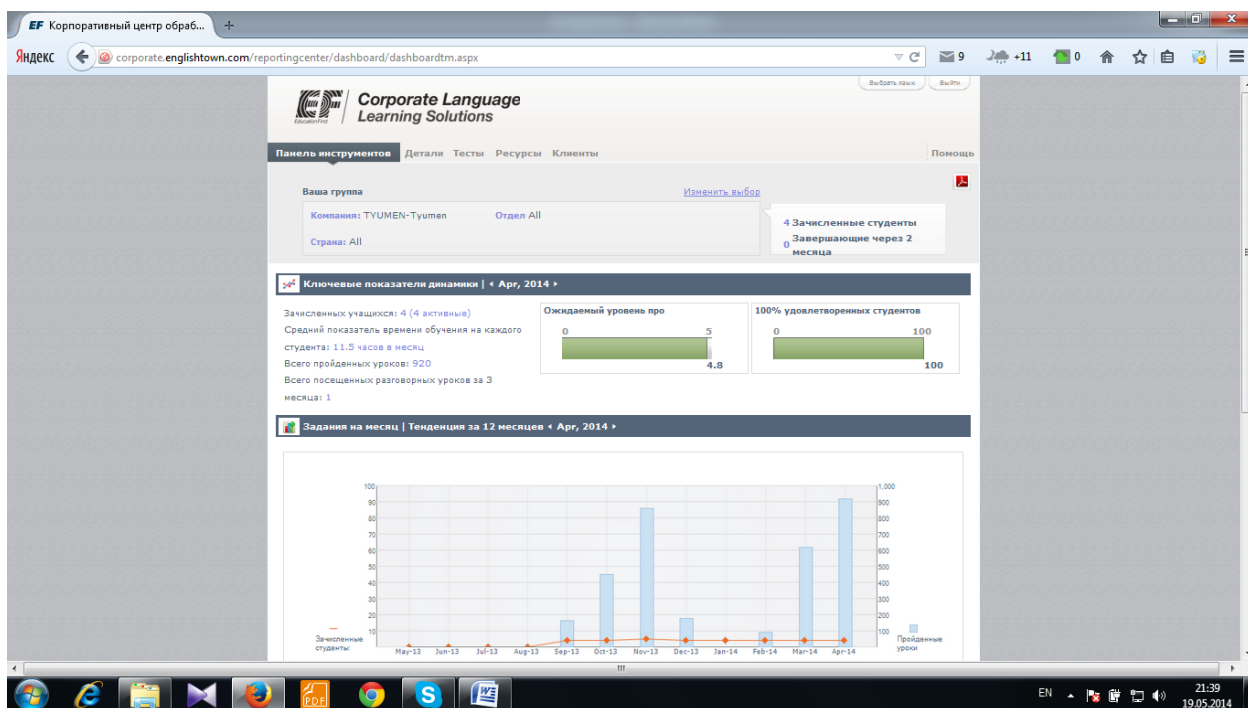 EF Корпоративный центр обраб...
Яндекс corporate.englishtown.com/reportingcenter/dashboard/dashboardtm.aspx 9 +11 0
Выбрать язык Выйти
EF Education First Corporate Language
Learning Solutions
Панель инструментов Детали Тесты Ресурсы Клиенты Помощь
Ваша группа Изменить выбор
Компания: TYUMEN-Tyumen Отдел All
4 Зачисленные студенты
Страна: All
0 Завершающие через 2
месяца
Ключевые показатели динамики | Apr, 2014
Зачисленных учащихся: 4 (4 активные)
Средний показатель времени обучения на каждого
студента: 11.5 часов в месяц
Всего пройденных уроков: 920
Всего посещенных разговорных уроков за 3
месяца: 1
Ожидаемый уровень про
0 5
4.8
100% удовлетворенных студентов
0 100
100
Задания на месяц | Тенденция за 12 месяцев Apr, 2014
100 1,000
90 900
80 800
70 700
60 600
50 500
40 400
30 300
20 200
10 100
Зачисленные
студенты:
Пройденные
уроки
May-13 Jun-13 Jul-13 Aug-13 Sep-13 Oct-13 Nov-13 Dec-13 Jan-14 Feb-14 Mar-14 Apr-14
PDF S W
EN 21:39
19.05.2014